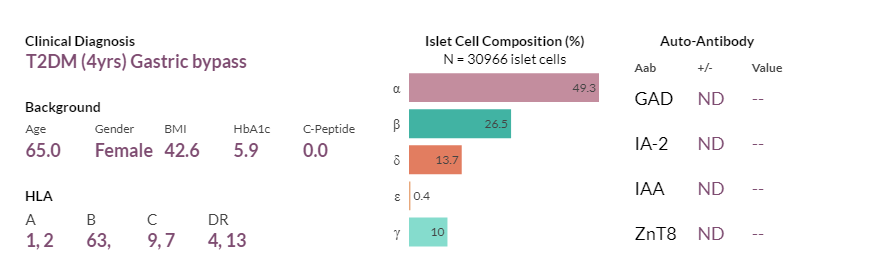 Clinical Diagnosis
T2DM (4yrs) Gastric bypass
Background
Age Gender BMI HbA1c C-Peptide
65.0 Female 42.6 5.9 0.0
HLA
A B C DR
1, 2 63, 9, 7 4, 13
Islet Cell Composition (%)
N = 30966 islet cells
α 49.3
β 26.5
δ 13.7
ε 0.4
γ 10
Auto-Antibody
Aab +/- Value
GAD ND --
IA-2 ND --
IAA ND --
ZnT8 ND --